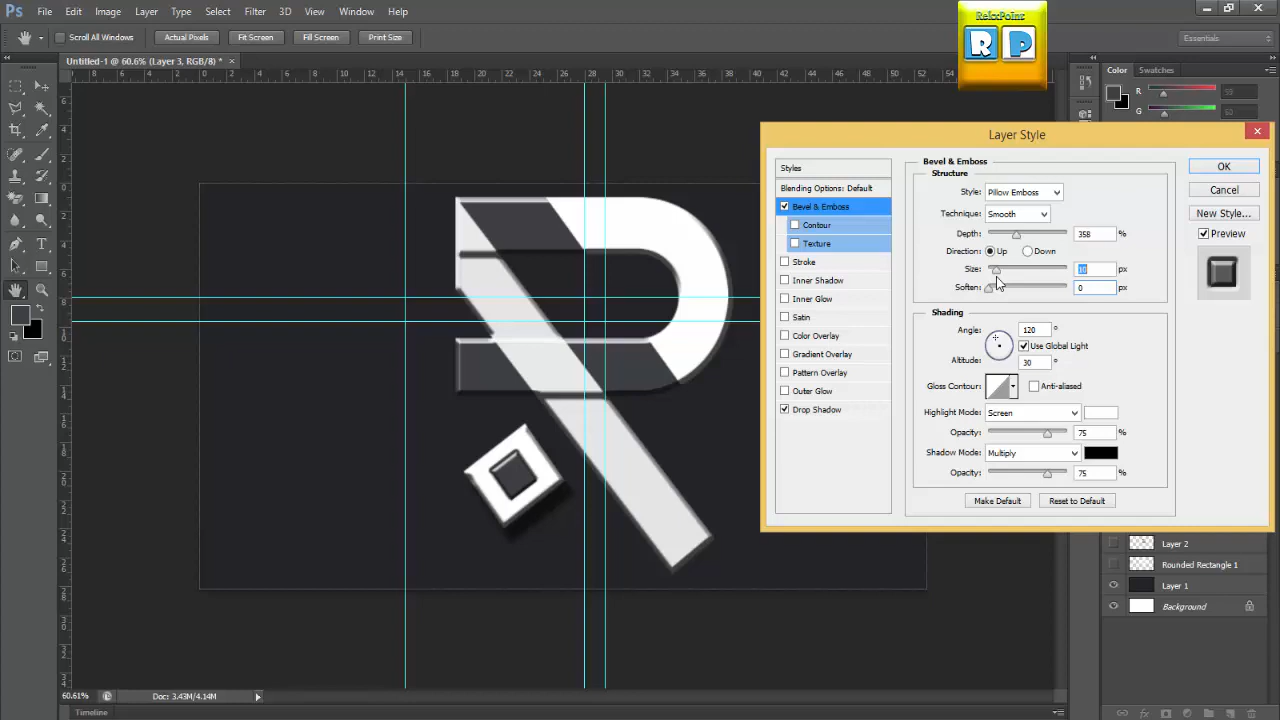 Ps File Edit Image Layer Type Select Filter 3D View Window Help
RekxPoint
R P
Scroll All Windows Actual Pixels Fit Screen Fill Screen Print Size
Essentials
Untitled-1 @ 60.6% (Layer 3, RGB/8) *
Color Swatches
R
G
Layer Style
Styles
Blending Options: Default
Bevel & Emboss
Contour
Texture
Stroke
Inner Shadow
Inner Glow
Satin
Color Overlay
Gradient Overlay
Pattern Overlay
Outer Glow
Drop Shadow
Bevel & Emboss
Structure
Style: Pillow Emboss
Technique: Smooth
Depth: 358 %
Direction: Up Down
Size: 10 px
Soften: 0 px
Shading
Angle: 120 °
Use Global Light
Altitude: 30 °
Gloss Contour: Anti-aliased
Highlight Mode: Screen
Opacity: 75 %
Shadow Mode: Multiply
Opacity: 75 %
Make Default Reset to Default
OK
Cancel
New Style...
Preview
Layer 2
Rounded Rectangle 1
Layer 1
Background
60.61% Doc: 3.43M/4.14M
Timeline